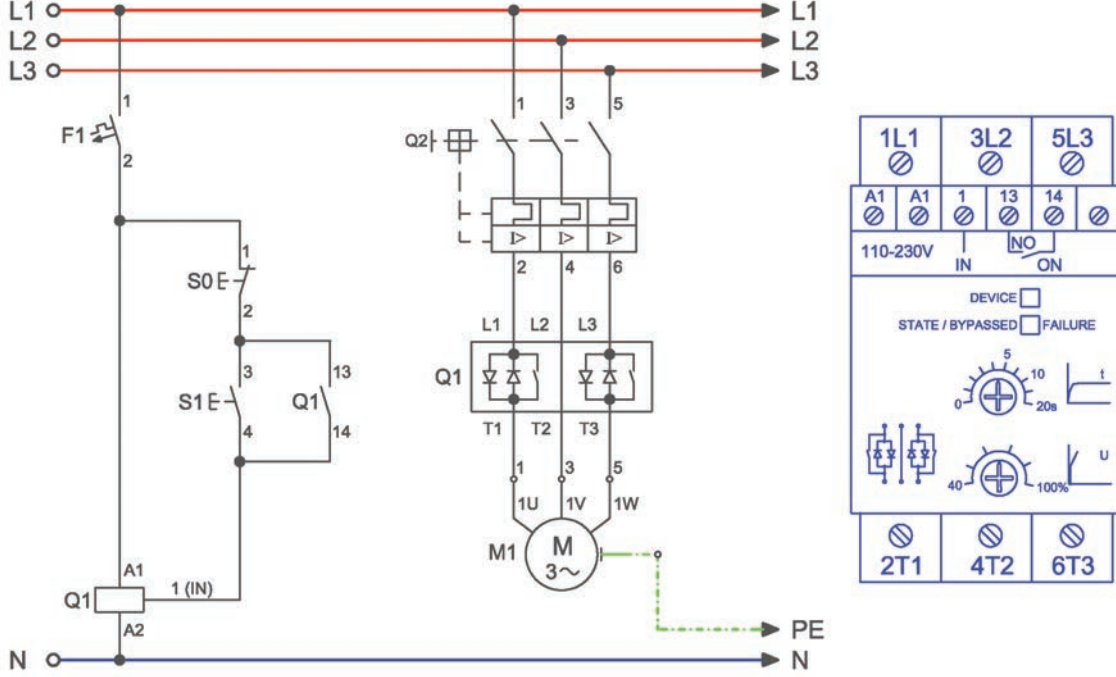 L1 L1
L2 L2
L3 L3
1 1 3 5
F1 Q2
2
I> I> I>
1 2 4 6
S0
2 L1 L2 L3
3 13 Q1
S1 Q1
4 14 T1 T2 T3
1 3 5
1U 1V 1W
M1 M
3~
A1
Q1 1 (IN)
A2
PE
N N
1L1 3L2 5L3
A1 A1 1 13 14
110-230V IN NO ON
DEVICE
STATE / BYPASSED FAILURE
0 5 10 20s t
40 100% U
2T1 4T2 6T3